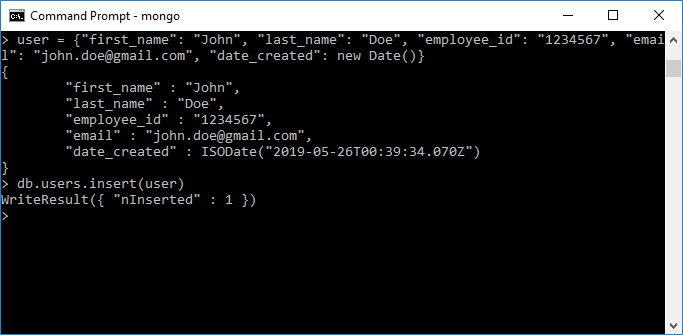 Command Prompt - mongo
> user = {"first_name": "John", "last_name": "Doe", "employee_id": "1234567", "emai
l": "john.doe@gmail.com", "date_created": new Date()}
{
        "first_name" : "John",
        "last_name" : "Doe",
        "employee_id" : "1234567",
        "email" : "john.doe@gmail.com",
        "date_created" : ISODate("2019-05-26T00:39:34.070Z")
}
> db.users.insert(user)
WriteResult({ "nInserted" : 1 })
>